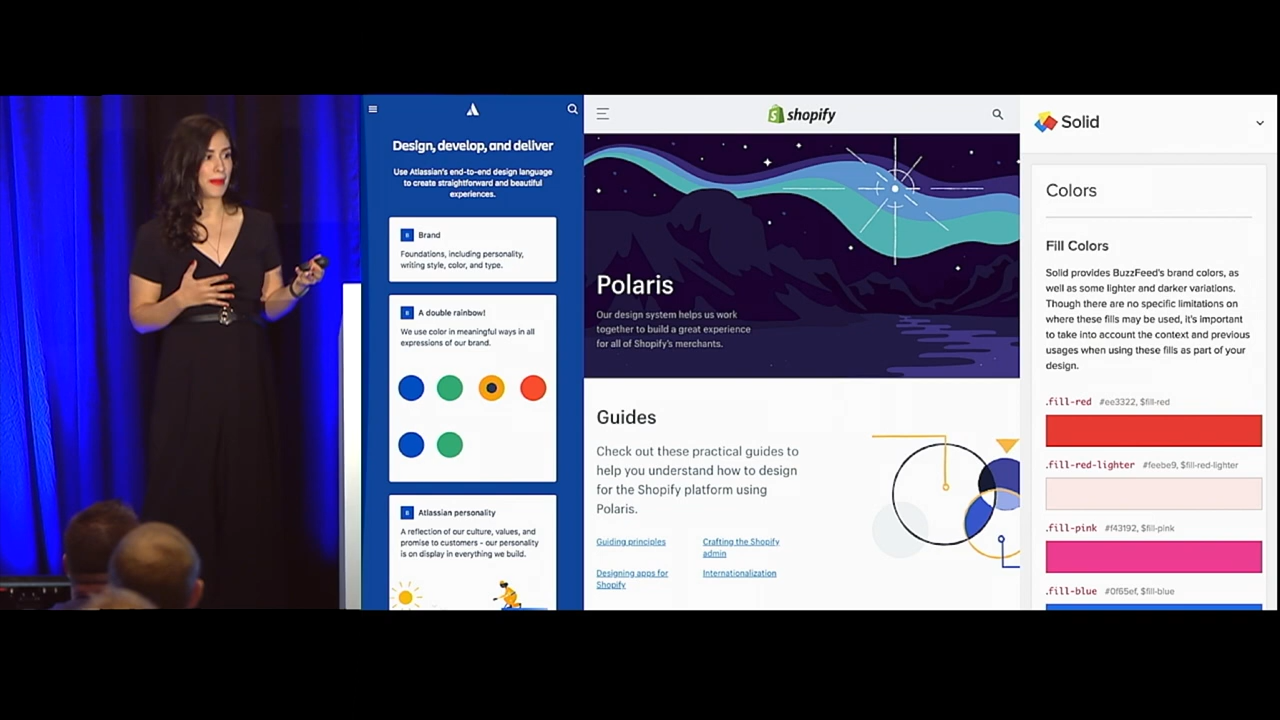 Design, develop, and deliver
Use Atlassian's end-to-end design language
to create straightforward and beautiful
experiences.
Brand
Foundations, including personality,
writing style, color, and type.
A double rainbow!
We use color in meaningful ways in all
expressions of our brand.
Atlassian personality
A reflection of our culture, values, and
promise to customers - our personality
is on display in everything we build.
shopify
Polaris
Our design system helps us work
together to build a great experience
for all of Shopify's merchants.
Guides
Check out these practical guides to
help you understand how to design
for the Shopify platform using
Polaris.
Guiding principles
Crafting the Shopify
admin
Designing apps for
Shopify
Internationalization
Solid
Colors
Fill Colors
Solid provides BuzzFeed's brand colors, as
well as some lighter and darker variations.
Though there are no specific limitations on
where these fills may be used, it's important
to take into account the context and previous
usages when using these fills as part of your
design.
.fill-red #ee3322, $fill-red
.fill-red-lighter #feebe9, $fill-red-lighter
.fill-pink #f43192, $fill-pink
.fill-blue #0f65ef, $fill-blue